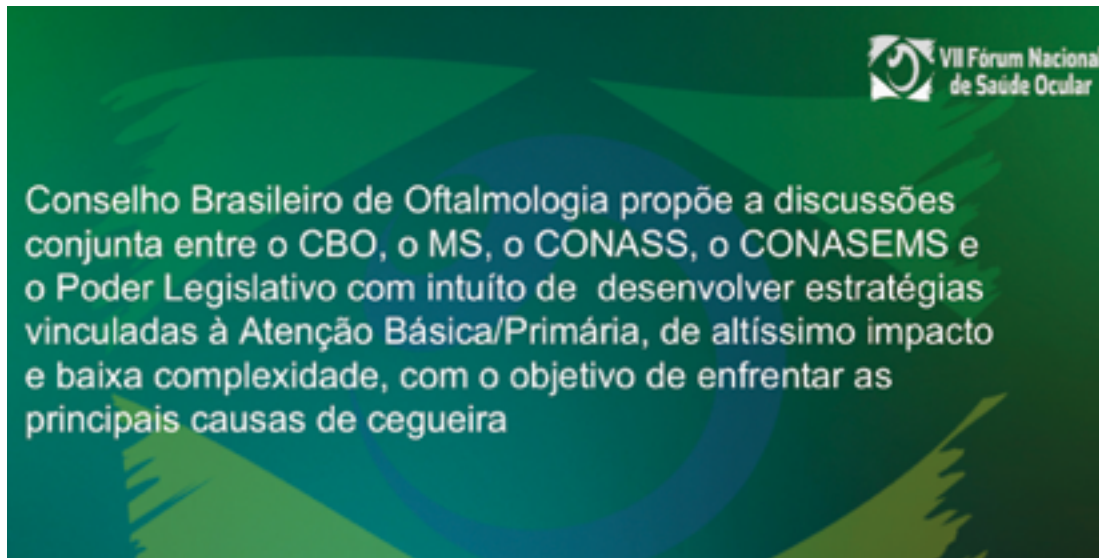 VII Fórum Nacional
de Saúde Ocular
Conselho Brasileiro de Oftalmologia propõe a discussões
conjunta entre o CBO, o MS, o CONASS, o CONASEMS e
o Poder Legislativo com intuíto de desenvolver estratégias
vinculadas à Atenção Básica/Primária, de altíssimo impacto
e baixa complexidade, com o objetivo de enfrentar as
principais causas de cegueira